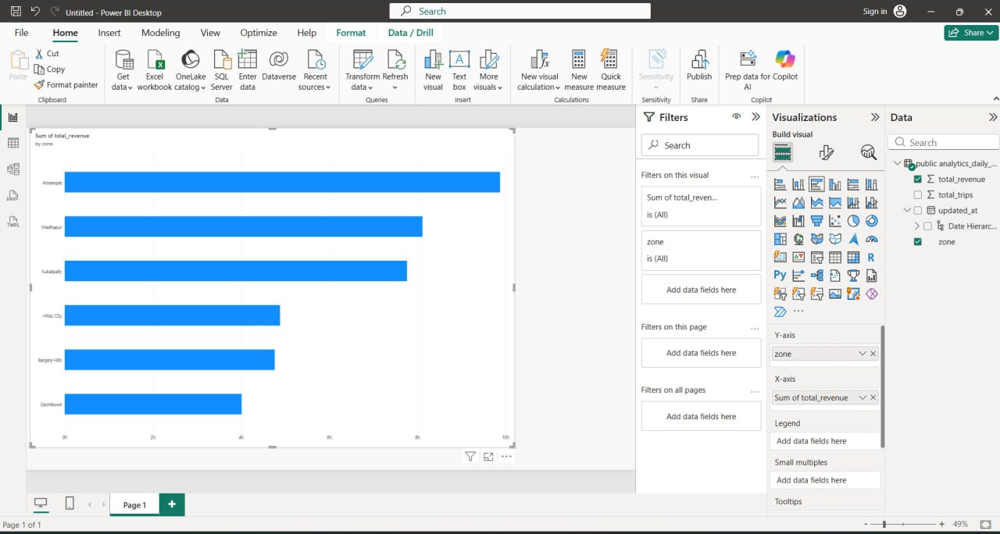 Untitled - Power BI Desktop
Search
Sign in
File Home Insert Modeling View Optimize Help Format Data / Drill
Share
Paste
Cut
Copy
Format painter
Clipboard
Get data
Excel workbook
OneLake catalog
SQL Server
Enter data
Dataverse
Recent sources
Data
Transform data
Refresh
Queries
New visual
Text box
More visuals
Insert
New visual calculation
New measure
Quick measure
Calculations
Sensitivity
Sensitivity
Publish
Share
Prep data for AI
Copilot
Copilot
Sum of total_revenue
by zone
Ameerpet
Madhapur
Kukatpally
Hitec City
Banjara Hills
Gachibowli
0K 2K 4K 6K 8K 10K
Filters
Search
Filters on this visual
...
Sum of total_reven...
is (All)
zone
is (All)
Add data fields here
Filters on this page
...
Add data fields here
Filters on all pages
...
Add data fields here
Visualizations
Build visual
R
Py
...
Y-axis
zone
X-axis
Sum of total_revenue
Legend
Add data fields here
Small multiples
Add data fields here
Tooltips
Data
Search
public analytics_daily_...
total_revenue
total_trips
updated_at
Date Hierarc...
zone
DAX
TMDL
Page 1
+
Page 1 of 1
- + 49%